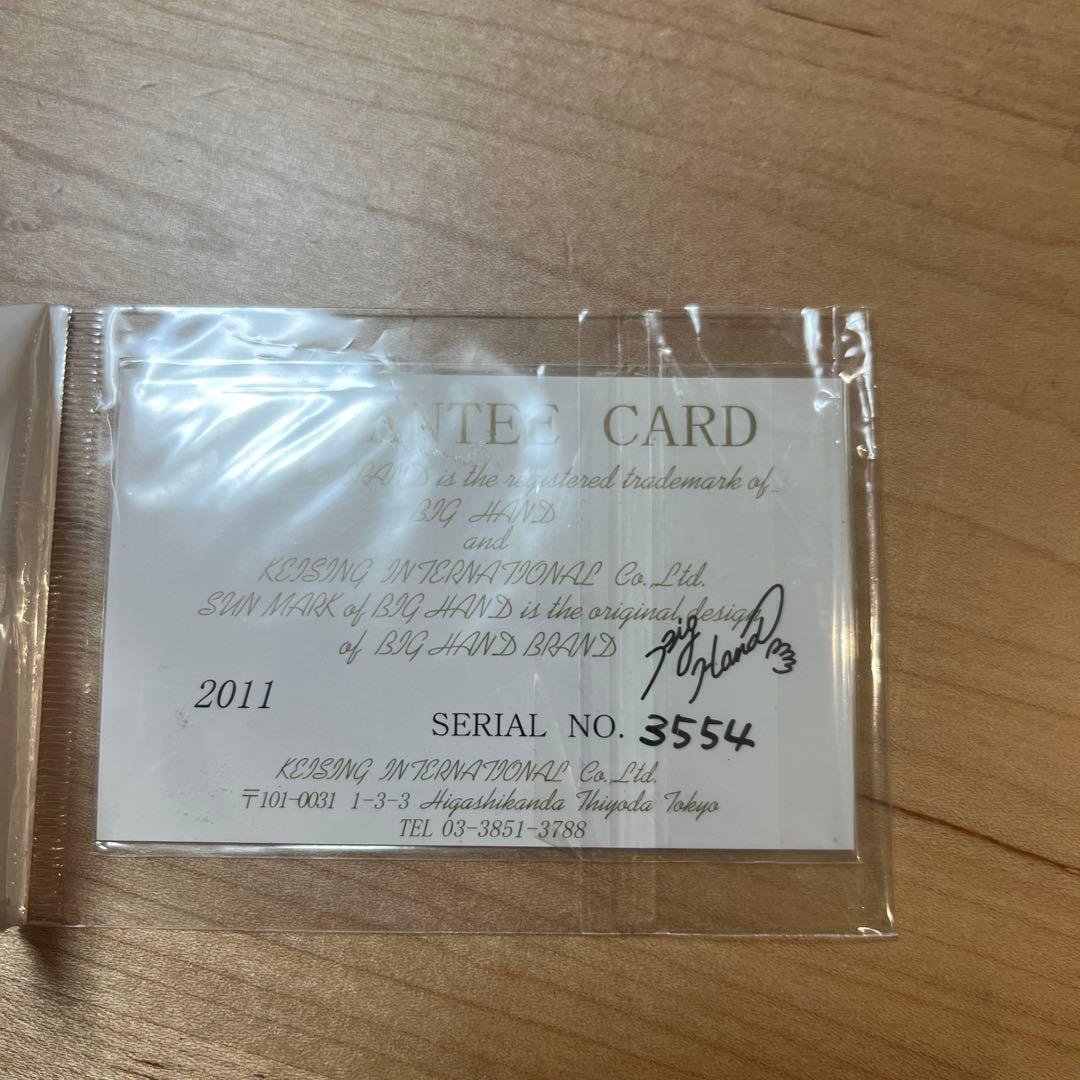 ANTEE CARD
BRAND is the registered trademark of
BIG HAND
and
KEISING INTERNATIONAL Co.,Ltd.
SUN MARK of BIG HAND is the original design
of BIG HAND BRAND
Big Hand
2011
SERIAL NO. 3554
KEISING INTERNATIONAL Co.,Ltd.
〒101-0031 1-3-3 Higashikanda Thiyoda Tokyo
TEL 03-3851-3788